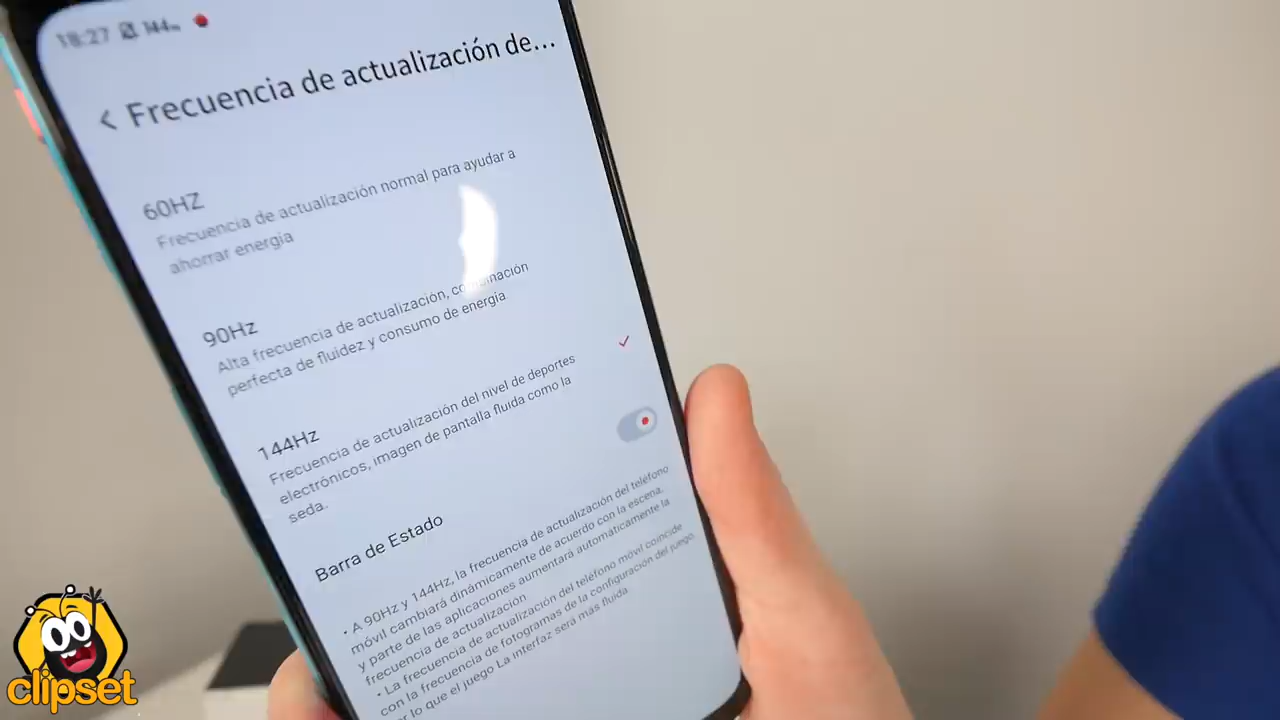 18:27 144Hz
Frecuencia de actualización de...
60HZ
Frecuencia de actualización normal para ayudar a
ahorrar energia
90Hz
Alta frecuencia de actualización, combinación
perfecta de fluidez y consumo de energía
144Hz
Frecuencia de actualización del nivel de deportes
electrónicos, imagen de pantalla fluida como la
seda.
Barra de Estado
• A 90Hz y 144Hz, la frecuencia de actualización del teléfono
móvil cambiará dinámicamente de acuerdo con la escena,
y parte de las aplicaciones aumentará automáticamente la
frecuencia de actualización
• La frecuencia de actualización del teléfono móvil coincide
con la frecuencia de fotogramas de la configuración del juego,
lo que el juego La interfaz será más fluida
clipset